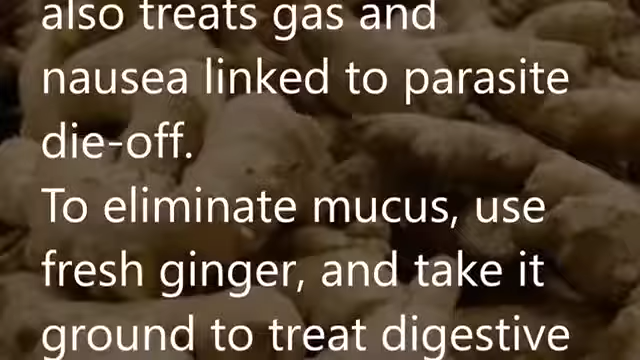 also treats gas and
nausea linked to parasite
die-off.
To eliminate mucus, use
fresh ginger, and take it
ground to treat digestive